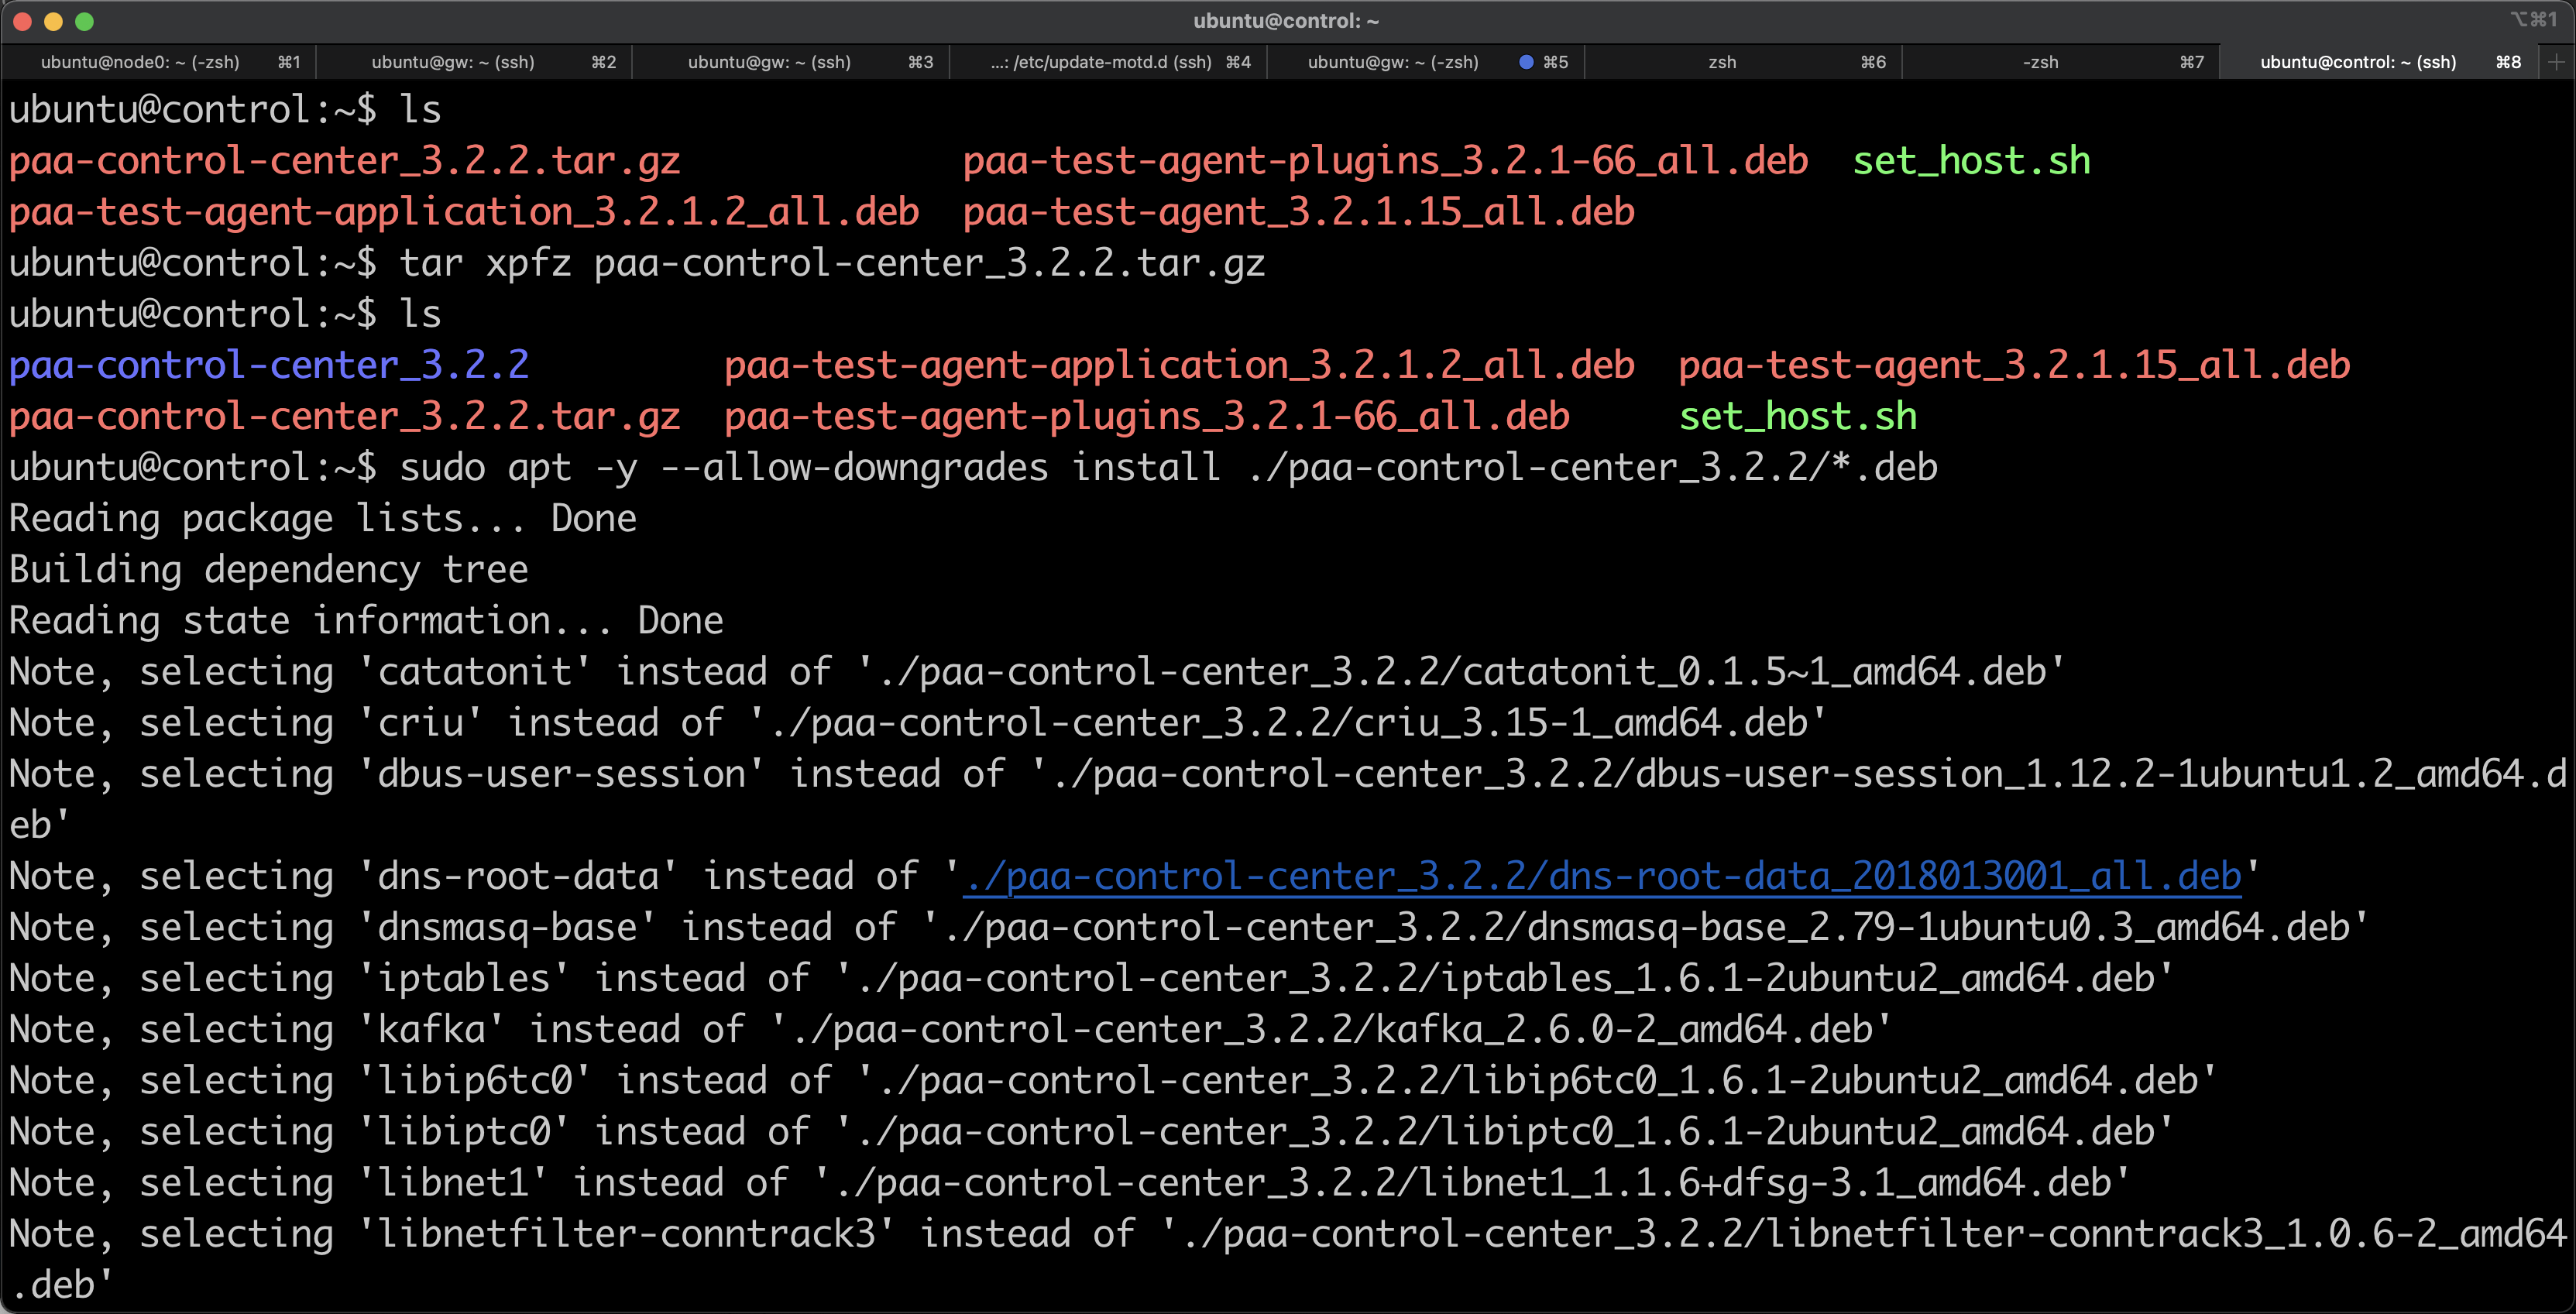 ubuntu@control: ~
⌥⌘1
ubuntu@node0: ~ (-zsh) ⌘1 ubuntu@gw: ~ (ssh) ⌘2 ubuntu@gw: ~ (ssh) ⌘3 ...: /etc/update-motd.d (ssh) ⌘4 ubuntu@gw: ~ (-zsh) ⌘5 zsh ⌘6 -zsh ⌘7 ubuntu@control: ~ (ssh) ⌘8
ubuntu@control:~$ ls
paa-control-center_3.2.2.tar.gz paa-test-agent-plugins_3.2.1-66_all.deb set_host.sh
paa-test-agent-application_3.2.1.2_all.deb paa-test-agent_3.2.1.15_all.deb
ubuntu@control:~$ tar xpfz paa-control-center_3.2.2.tar.gz
ubuntu@control:~$ ls
paa-control-center_3.2.2 paa-test-agent-application_3.2.1.2_all.deb paa-test-agent_3.2.1.15_all.deb
paa-control-center_3.2.2.tar.gz paa-test-agent-plugins_3.2.1-66_all.deb set_host.sh
ubuntu@control:~$ sudo apt -y --allow-downgrades install ./paa-control-center_3.2.2/*.deb
Reading package lists... Done
Building dependency tree
Reading state information... Done
Note, selecting 'catatonit' instead of './paa-control-center_3.2.2/catatonit_0.1.5~1_amd64.deb'
Note, selecting 'criu' instead of './paa-control-center_3.2.2/criu_3.15-1_amd64.deb'
Note, selecting 'dbus-user-session' instead of './paa-control-center_3.2.2/dbus-user-session_1.12.2-1ubuntu1.2_amd64.d
eb'
Note, selecting 'dns-root-data' instead of './paa-control-center_3.2.2/dns-root-data_2018013001_all.deb'
Note, selecting 'dnsmasq-base' instead of './paa-control-center_3.2.2/dnsmasq-base_2.79-1ubuntu0.3_amd64.deb'
Note, selecting 'iptables' instead of './paa-control-center_3.2.2/iptables_1.6.1-2ubuntu2_amd64.deb'
Note, selecting 'kafka' instead of './paa-control-center_3.2.2/kafka_2.6.0-2_amd64.deb'
Note, selecting 'libip6tc0' instead of './paa-control-center_3.2.2/libip6tc0_1.6.1-2ubuntu2_amd64.deb'
Note, selecting 'libiptc0' instead of './paa-control-center_3.2.2/libiptc0_1.6.1-2ubuntu2_amd64.deb'
Note, selecting 'libnet1' instead of './paa-control-center_3.2.2/libnet1_1.1.6+dfsg-3.1_amd64.deb'
Note, selecting 'libnetfilter-conntrack3' instead of './paa-control-center_3.2.2/libnetfilter-conntrack3_1.0.6-2_amd64
.deb'